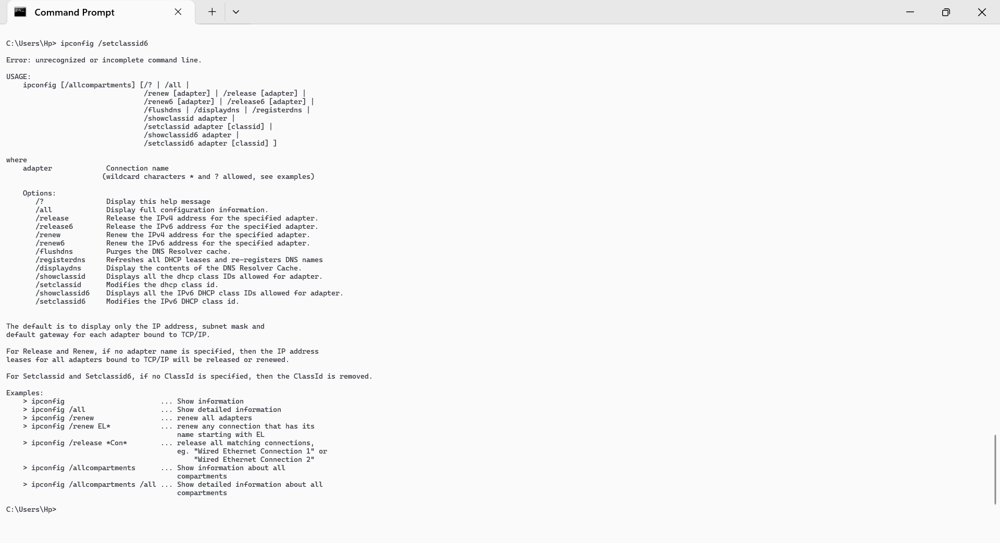 Command Prompt
C:\Users\Hp> ipconfig /setclassid6
Error: unrecognized or incomplete command line.
USAGE:
    ipconfig [/allcompartments] [/? | /all |
                                 /renew [adapter] | /release [adapter] |
                                 /renew6 [adapter] | /release6 [adapter] |
                                 /flushdns | /displaydns | /registerdns |
                                 /showclassid adapter |
                                 /setclassid adapter [classid] |
                                 /showclassid6 adapter |
                                 /setclassid6 adapter [classid] ]
where
    adapter             Connection name
                       (wildcard characters * and ? allowed, see examples)
    Options:
       /?               Display this help message
       /all             Display full configuration information.
       /release         Release the IPv4 address for the specified adapter.
       /release6        Release the IPv6 address for the specified adapter.
       /renew           Renew the IPv4 address for the specified adapter.
       /renew6          Renew the IPv6 address for the specified adapter.
       /flushdns        Purges the DNS Resolver cache.
       /registerdns     Refreshes all DHCP leases and re-registers DNS names
       /displaydns      Display the contents of the DNS Resolver Cache.
       /showclassid     Displays all the dhcp class IDs allowed for adapter.
       /setclassid      Modifies the dhcp class id.
       /showclassid6    Displays all the IPv6 DHCP class IDs allowed for adapter.
       /setclassid6     Modifies the IPv6 DHCP class id.
The default is to display only the IP address, subnet mask and
default gateway for each adapter bound to TCP/IP.
For Release and Renew, if no adapter name is specified, then the IP address
leases for all adapters bound to TCP/IP will be released or renewed.
For Setclassid and Setclassid6, if no ClassId is specified, then the ClassId is removed.
Examples:
    > ipconfig                       ... Show information
    > ipconfig /all                  ... Show detailed information
    > ipconfig /renew                ... renew all adapters
    > ipconfig /renew EL*            ... renew any connection that has its
                                         name starting with EL
    > ipconfig /release *Con*        ... release all matching connections,
                                         eg. "Wired Ethernet Connection 1" or
                                             "Wired Ethernet Connection 2"
    > ipconfig /allcompartments      ... Show information about all
                                         compartments
    > ipconfig /allcompartments /all ... Show detailed information about all
                                         compartments
C:\Users\Hp>